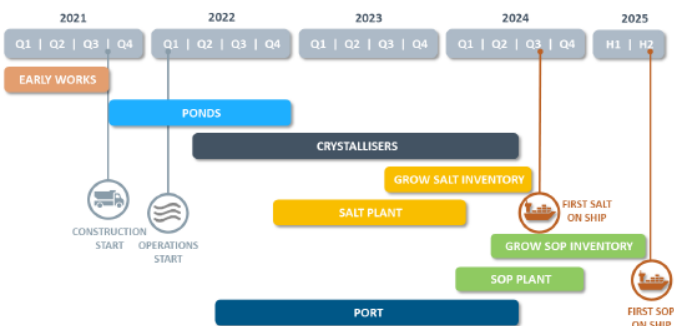 2021 2022 2023 2024 2025
Q1 | Q2 | Q3 | Q4 Q1 | Q2 | Q3 | Q4 Q1 | Q2 | Q3 | Q4 Q1 | Q2 | Q3 | Q4 H1 | H2
EARLY WORKS
PONDS
CRYSTALLISERS
GROW SALT INVENTORY
SALT PLANT
FIRST SALT
ON SHIP
CONSTRUCTION
START
OPERATIONS
START
GROW SOP INVENTORY
SOP PLANT
PORT
FIRST SOP
ON SHIP